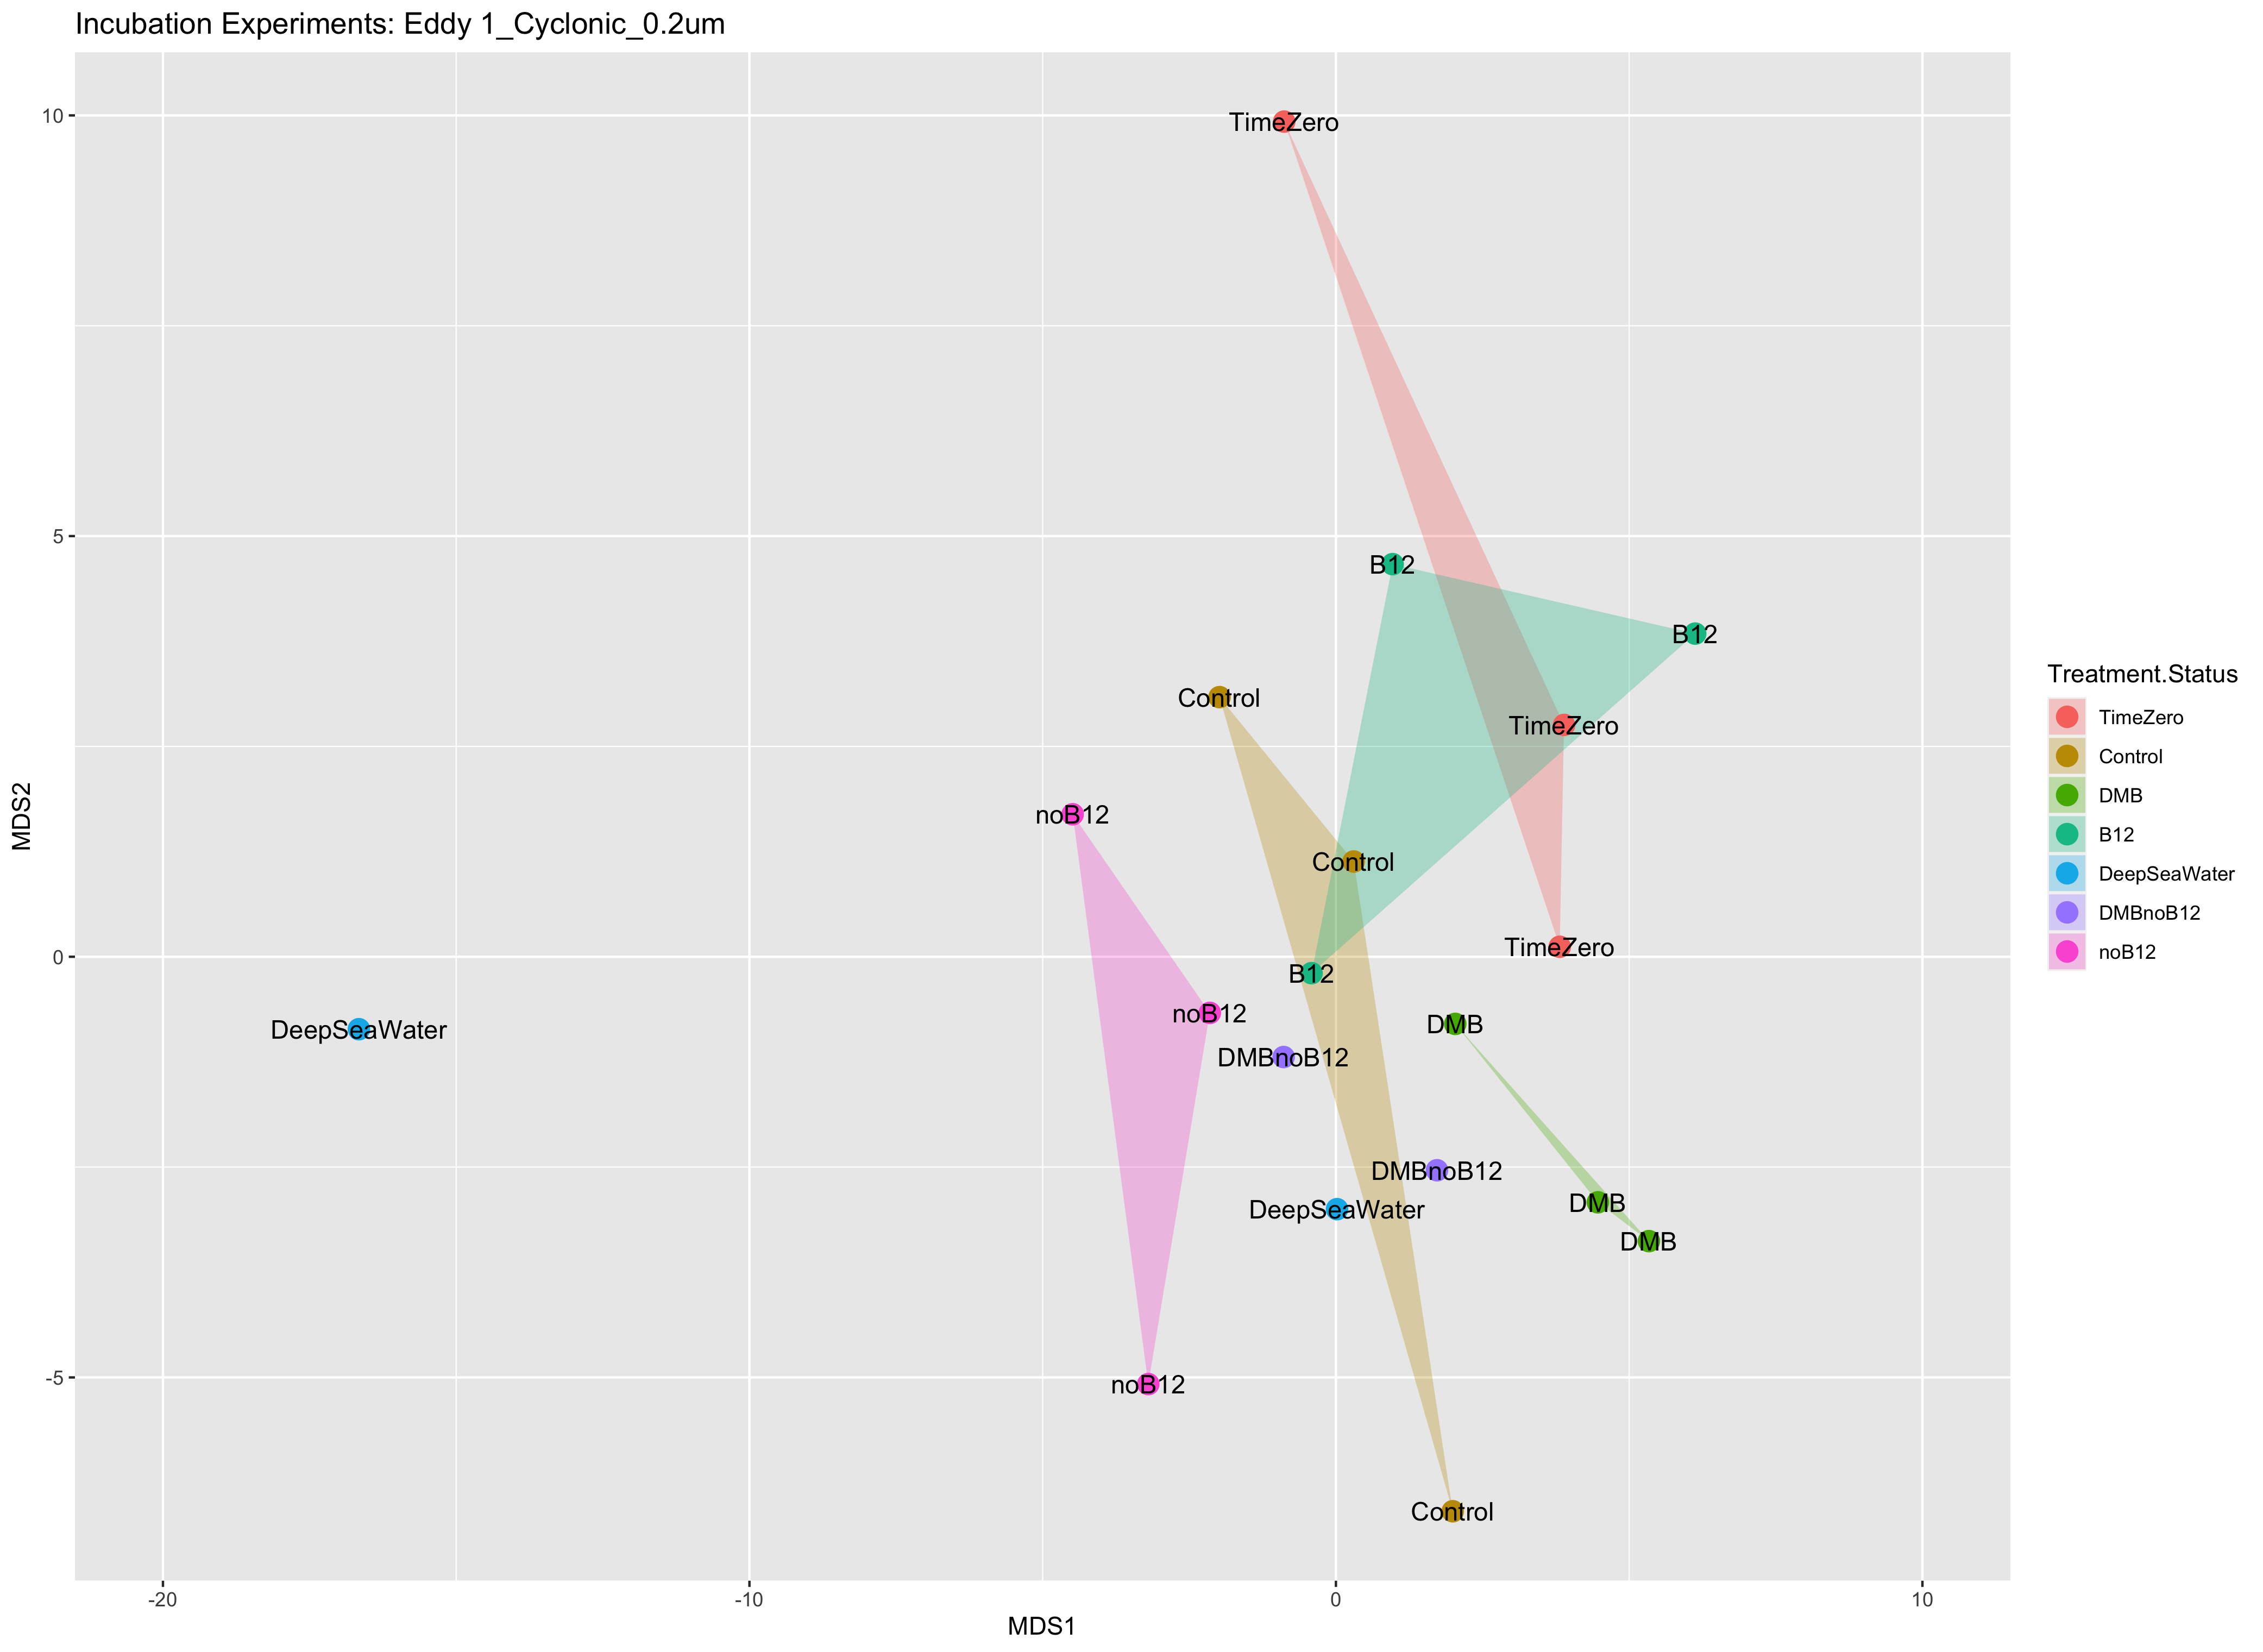 Incubation Experiments: Eddy 1_Cyclonic_0.2um
10
5
0
-5
MDS2
TimeZero
B12
B12
Control
TimeZero
noB12
Control
TimeZero
B12
noB12
DMB
DeepSeaWater
DMBnoB12
DMBnoB12
DMB
DeepSeaWater
DMB
noB12
Control
-20
-10
0
10
MDS1
Treatment.Status
TimeZero
Control
DMB
B12
DeepSeaWater
DMBnoB12
noB12